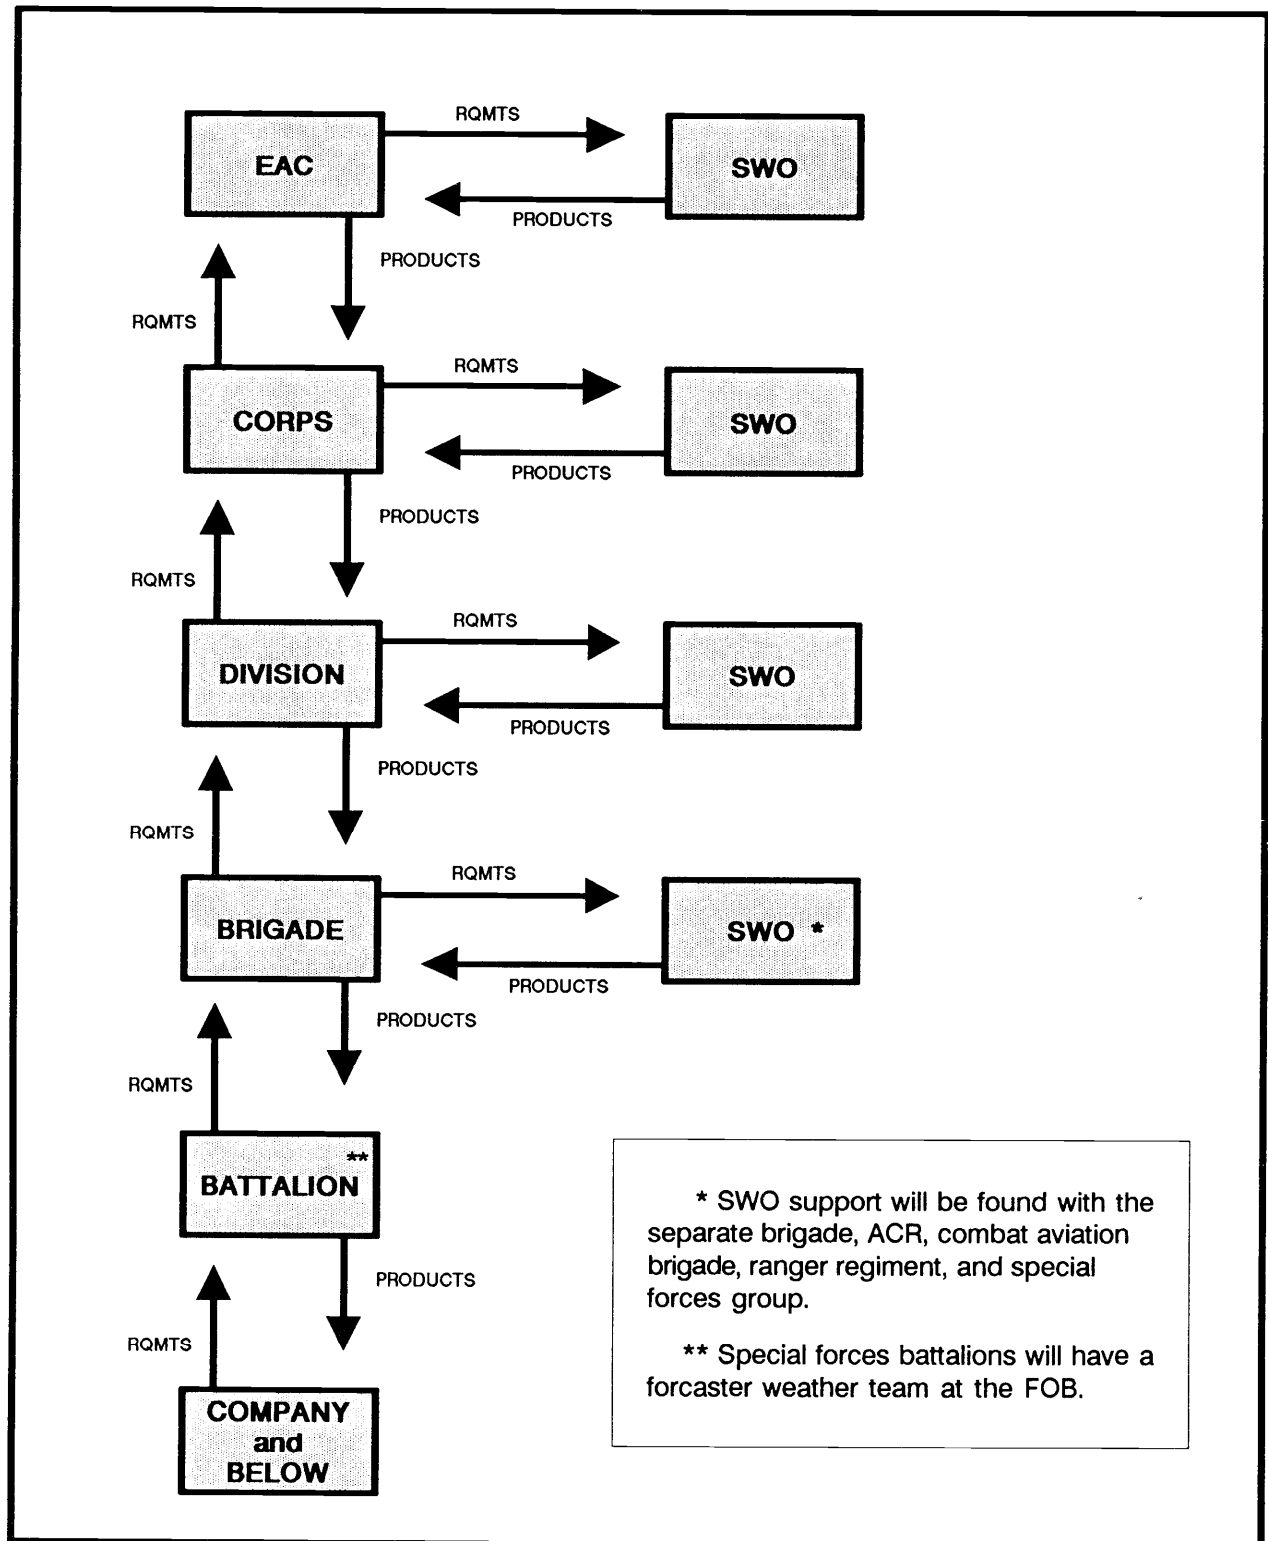 RQMTS
EAC
SWO
PRODUCTS
PRODUCTS
RQMTS
RQMTS
CORPS
SWO
PRODUCTS
PRODUCTS
RQMTS
RQMTS
DIVISION
SWO
PRODUCTS
PRODUCTS
RQMTS
RQMTS
BRIGADE
SWO *
PRODUCTS
PRODUCTS
RQMTS
**
BATTALION
PRODUCTS
RQMTS
COMPANY
and
BELOW
* SWO support will be found with the
separate brigade, ACR, combat aviation
brigade, ranger regiment, and special
forces group.
** Special forces battalions will have a
forcaster weather team at the FOB.